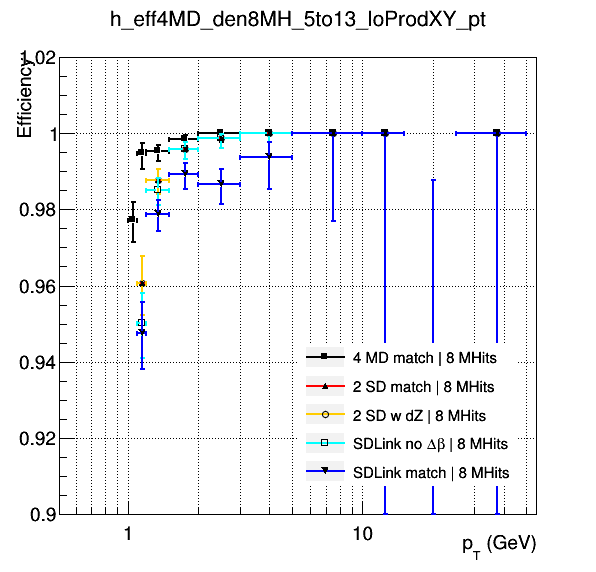 h_eff4MD_den8MH_5to13_loProdXY_pt
Efficiency
1.02
1
0.98
0.96
0.94
0.92
0.9
4 MD match | 8 MHits
2 SD match | 8 MHits
2 SD w dZ | 8 MHits
SDLink no Δβ | 8 MHits
SDLink match | 8 MHits
1
10
p_T (GeV)